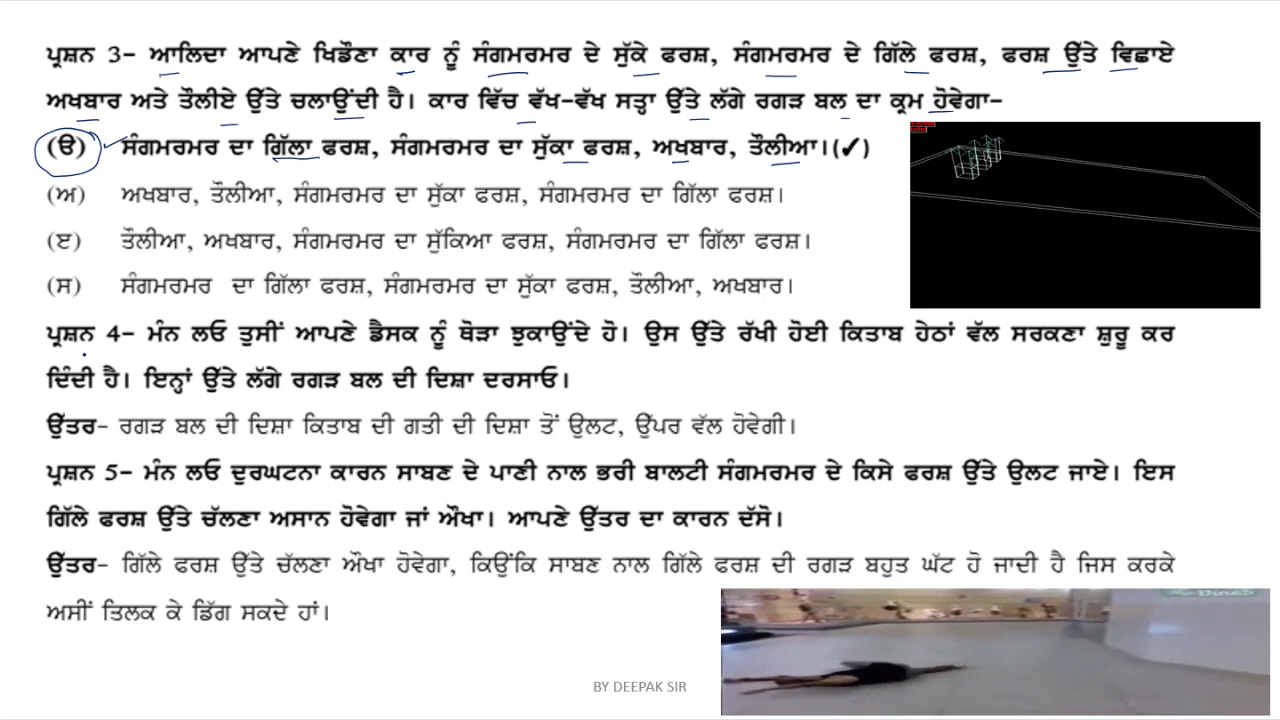 ਪ੍ਰਸ਼ਨ 3- ਆਲਿਦਾ ਆਪਣੇ ਖਿਡੌਣਾ ਕਾਰ ਨੂੰ ਸੰਗਮਰਮਰ ਦੇ ਸੁੱਕੇ ਫਰਸ਼, ਸੰਗਮਰਮਰ ਦੇ ਗਿੱਲੇ ਫਰਸ਼, ਫਰਸ਼ ਉੱਤੇ ਵਿਛਾਏ
ਅਖਬਾਰ ਅਤੇ ਤੌਲੀਏ ਉੱਤੇ ਚਲਾਉਂਦੀ ਹੈ। ਕਾਰ ਵਿੱਚ ਵੱਖ-ਵੱਖ ਸਤ੍ਹਾ ਉੱਤੇ ਲੱਗੇ ਰਗੜ ਬਲ ਦਾ ਕ੍ਰਮ ਹੋਵੇਗਾ-
(ੳ) ਸੰਗਮਰਮਰ ਦਾ ਗਿੱਲਾ ਫਰਸ਼, ਸੰਗਮਰਮਰ ਦਾ ਸੁੱਕਾ ਫਰਸ਼, ਅਖਬਾਰ, ਤੌਲੀਆ।(✓)
(ਅ) ਅਖਬਾਰ, ਤੌਲੀਆ, ਸੰਗਮਰਮਰ ਦਾ ਸੁੱਕਾ ਫਰਸ਼, ਸੰਗਮਰਮਰ ਦਾ ਗਿੱਲਾ ਫਰਸ਼।
(ੲ) ਤੌਲੀਆ, ਅਖਬਾਰ, ਸੰਗਮਰਮਰ ਦਾ ਸੁੱਕਿਆ ਫਰਸ਼, ਸੰਗਮਰਮਰ ਦਾ ਗਿੱਲਾ ਫਰਸ਼।
(ਸ) ਸੰਗਮਰਮਰ ਦਾ ਗਿੱਲਾ ਫਰਸ਼, ਸੰਗਮਰਮਰ ਦਾ ਸੁੱਕਾ ਫਰਸ਼, ਤੌਲੀਆ, ਅਖਬਾਰ।
ਪ੍ਰਸ਼ਨ 4- ਮੰਨ ਲਓ ਤੁਸੀਂ ਆਪਣੇ ਡੈਸਕ ਨੂੰ ਥੋੜਾ ਝੁਕਾਉਂਦੇ ਹੋ। ਉਸ ਉੱਤੇ ਰੱਖੀ ਹੋਈ ਕਿਤਾਬ ਹੇਠਾਂ ਵੱਲ ਸਰਕਣਾ ਸ਼ੁਰੂ ਕਰ
ਦਿੰਦੀ ਹੈ। ਇਨ੍ਹਾਂ ਉੱਤੇ ਲੱਗੇ ਰਗੜ ਬਲ ਦੀ ਦਿਸ਼ਾ ਦਰਸਾਓ।
ਉੱਤਰ- ਰਗੜ ਬਲ ਦੀ ਦਿਸ਼ਾ ਕਿਤਾਬ ਦੀ ਗਤੀ ਦੀ ਦਿਸ਼ਾ ਤੋਂ ਉਲਟ, ਉੱਪਰ ਵੱਲ ਹੋਵੇਗੀ।
ਪ੍ਰਸ਼ਨ 5- ਮੰਨ ਲਓ ਦੁਰਘਟਨਾ ਕਾਰਨ ਸਾਬਣ ਦੇ ਪਾਣੀ ਨਾਲ ਭਰੀ ਬਾਲਟੀ ਸੰਗਮਰਮਰ ਦੇ ਕਿਸੇ ਫਰਸ਼ ਉੱਤੇ ਉਲਟ ਜਾਏ। ਇਸ
ਗਿੱਲੇ ਫਰਸ਼ ਉੱਤੇ ਚੱਲਣਾ ਅਸਾਨ ਹੋਵੇਗਾ ਜਾਂ ਔਖਾ। ਆਪਣੇ ਉੱਤਰ ਦਾ ਕਾਰਨ ਦੱਸੋ।
ਉੱਤਰ- ਗਿੱਲੇ ਫਰਸ਼ ਉੱਤੇ ਚੱਲਣਾ ਔਖਾ ਹੋਵੇਗਾ, ਕਿਉਂਕਿ ਸਾਬਣ ਨਾਲ ਗਿੱਲੇ ਫਰਸ਼ ਦੀ ਰਗੜ ਬਹੁਤ ਘੱਟ ਹੋ ਜਾਦੀ ਹੈ ਜਿਸ ਕਰਕੇ
ਅਸੀਂ ਤਿਲਕ ਕੇ ਡਿੱਗ ਸਕਦੇ ਹਾਂ।
BY DEEPAK SIR